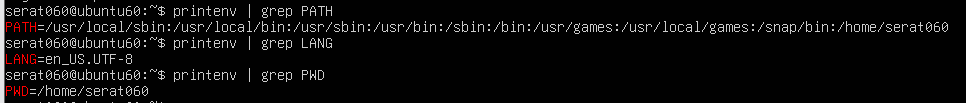 serat060@ubuntu60:~$ printenv | grep PATH
PATH=/usr/local/sbin:/usr/local/bin:/usr/sbin:/usr/bin:/sbin:/bin:/usr/games:/usr/local/games:/snap/bin:/home/serat060
serat060@ubuntu60:~$ printenv | grep LANG
LANG=en_US.UTF-8
serat060@ubuntu60:~$ printenv | grep PWD
PWD=/home/serat060